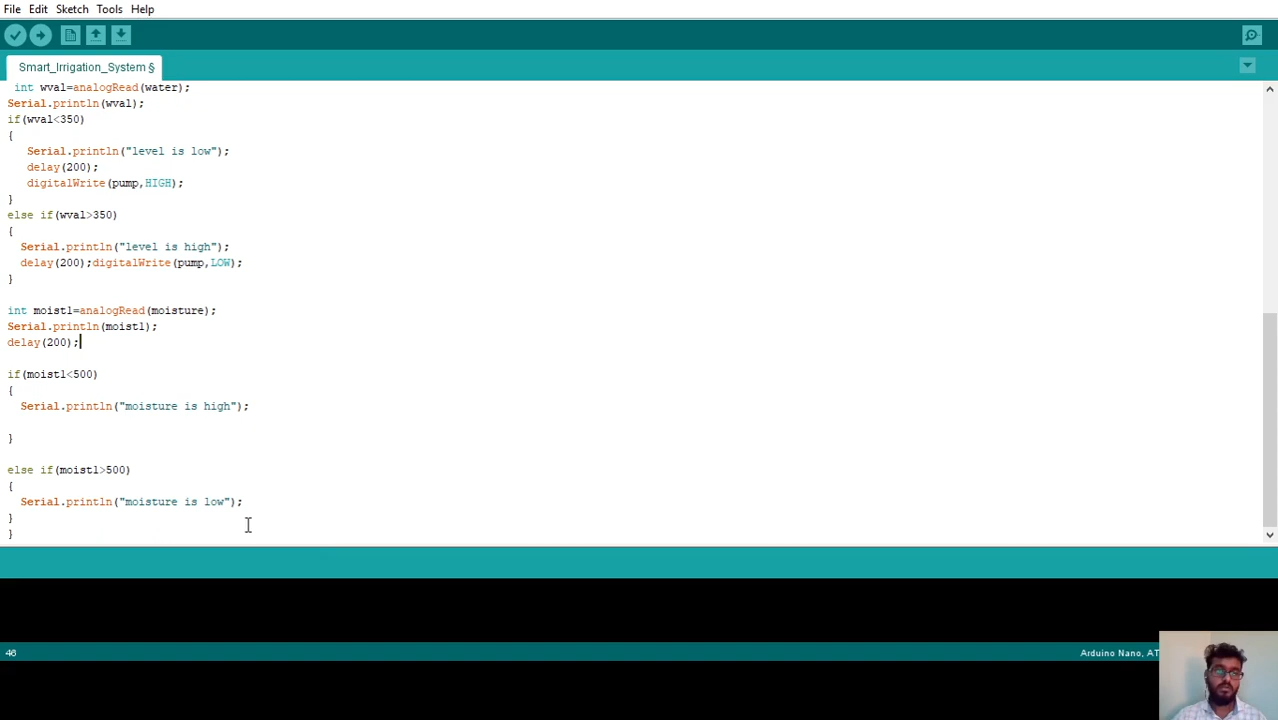 File Edit Sketch Tools Help
Smart_Irrigation_System §
int wval=analogRead(water);
Serial.println(wval);
if(wval<350)
{
Serial.println("level is low");
delay(200);
digitalWrite(pump,HIGH);
}
else if(wval>350)
{
Serial.println("level is high");
delay(200);digitalWrite(pump,LOW);
}
int moist1=analogRead(moisture);
Serial.println(moist1);
delay(200);
if(moist1<500)
{
Serial.println("moisture is high");
}
else if(moist1>500)
{
Serial.println("moisture is low");
}
}
46
Arduino Nano, AT